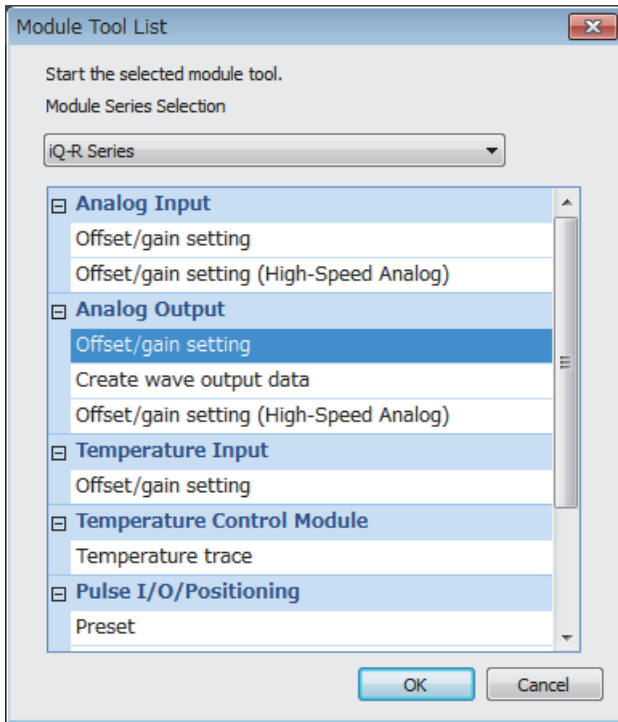 Module Tool List
Start the selected module tool.
Module Series Selection
iQ-R Series
Analog Input
Offset/gain setting
Offset/gain setting (High-Speed Analog)
Analog Output
Offset/gain setting
Create wave output data
Offset/gain setting (High-Speed Analog)
Temperature Input
Offset/gain setting
Temperature Control Module
Temperature trace
Pulse I/O/Positioning
Preset
OK
Cancel